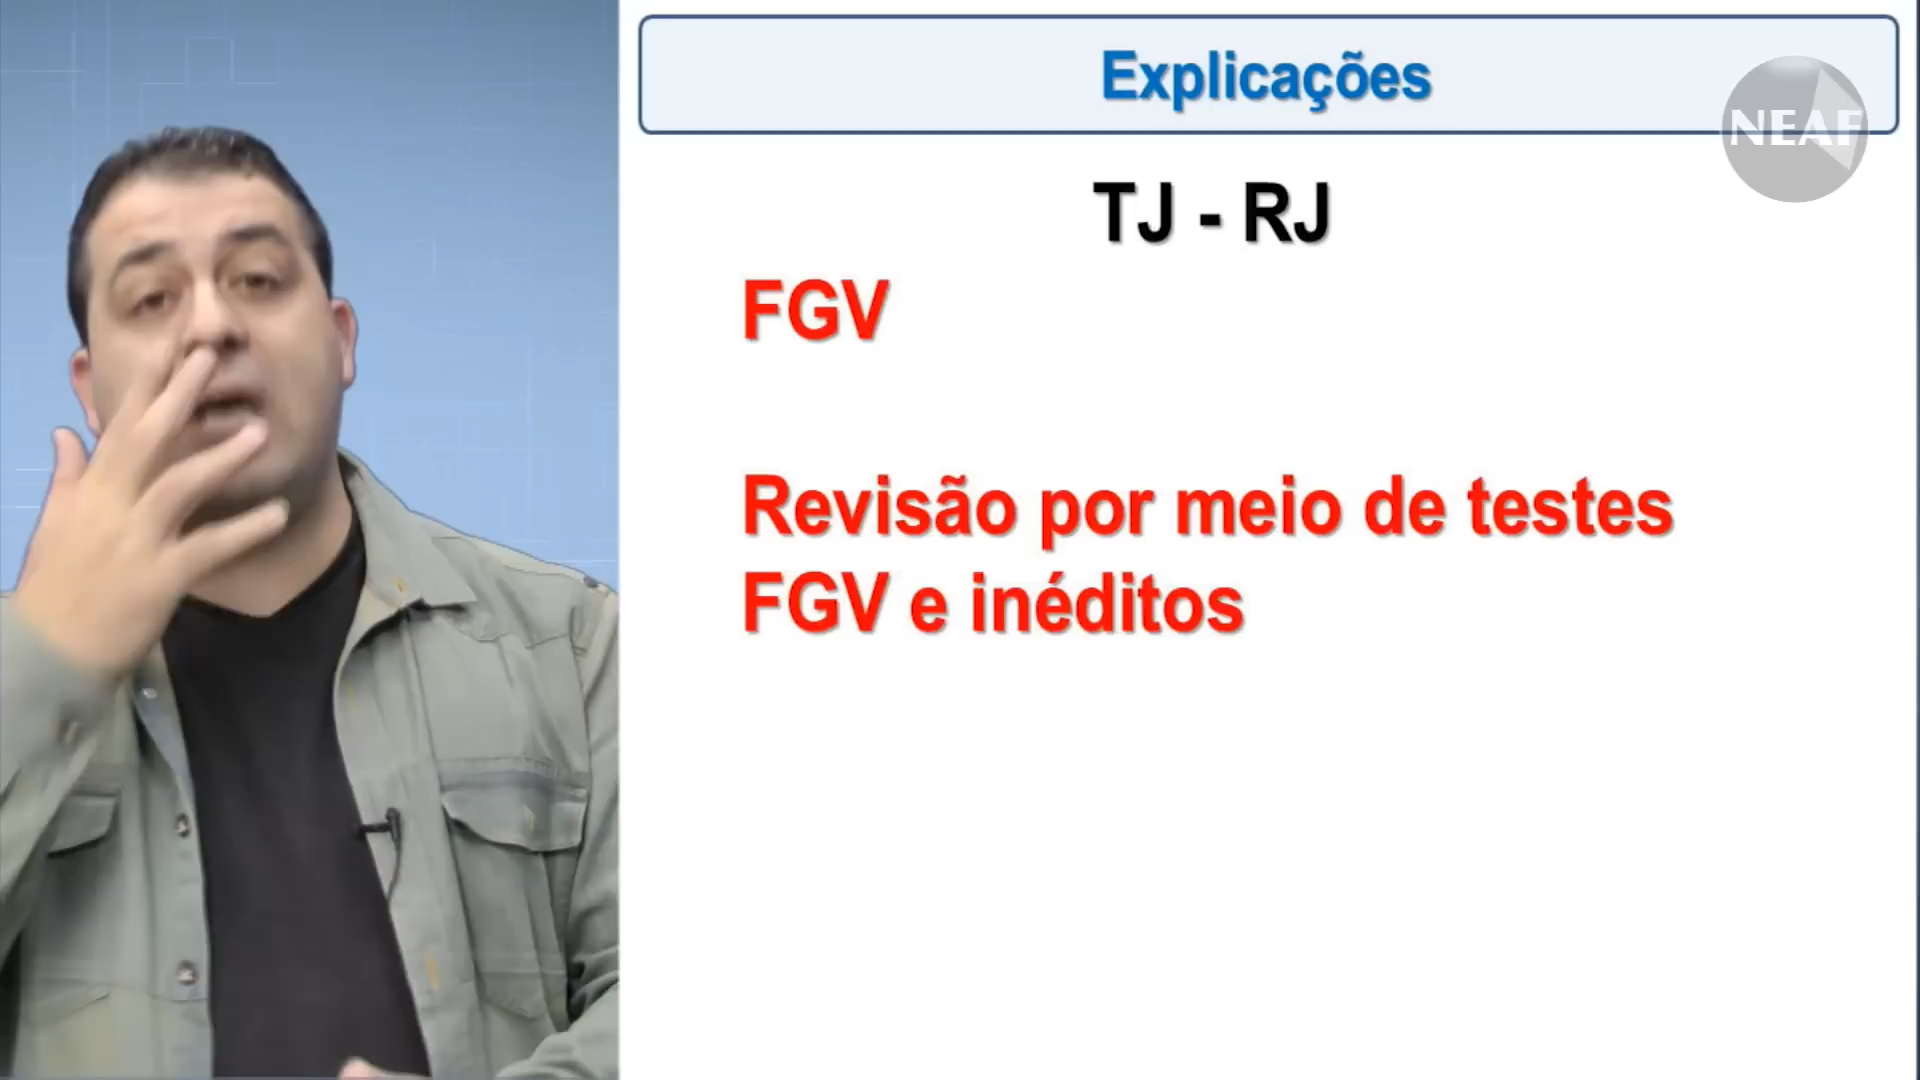 Explicações
NEAF
TJ - RJ
FGV
Revisão por meio de testes
FGV e inéditos